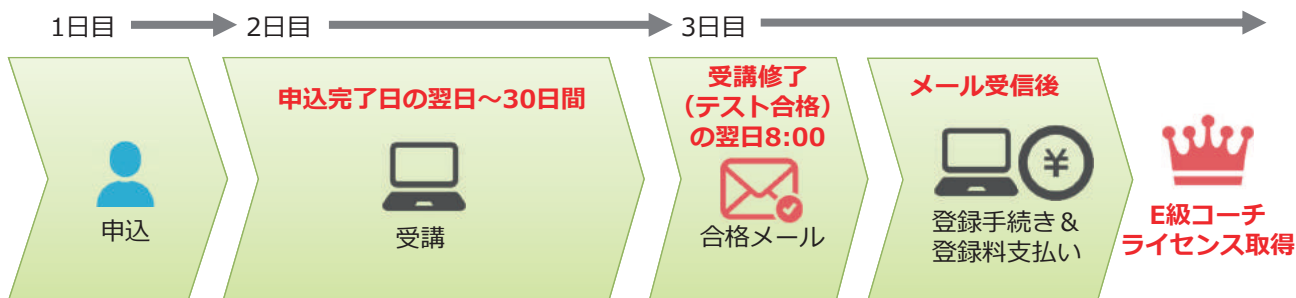 1日目
2日目
3日目
申込
申込完了日の翌日～30日間
受講
受講修了
（テスト合格）
の翌日8:00
合格メール
メール受信後
¥
登録手続き＆
登録料支払い
E級コーチ
ライセンス取得